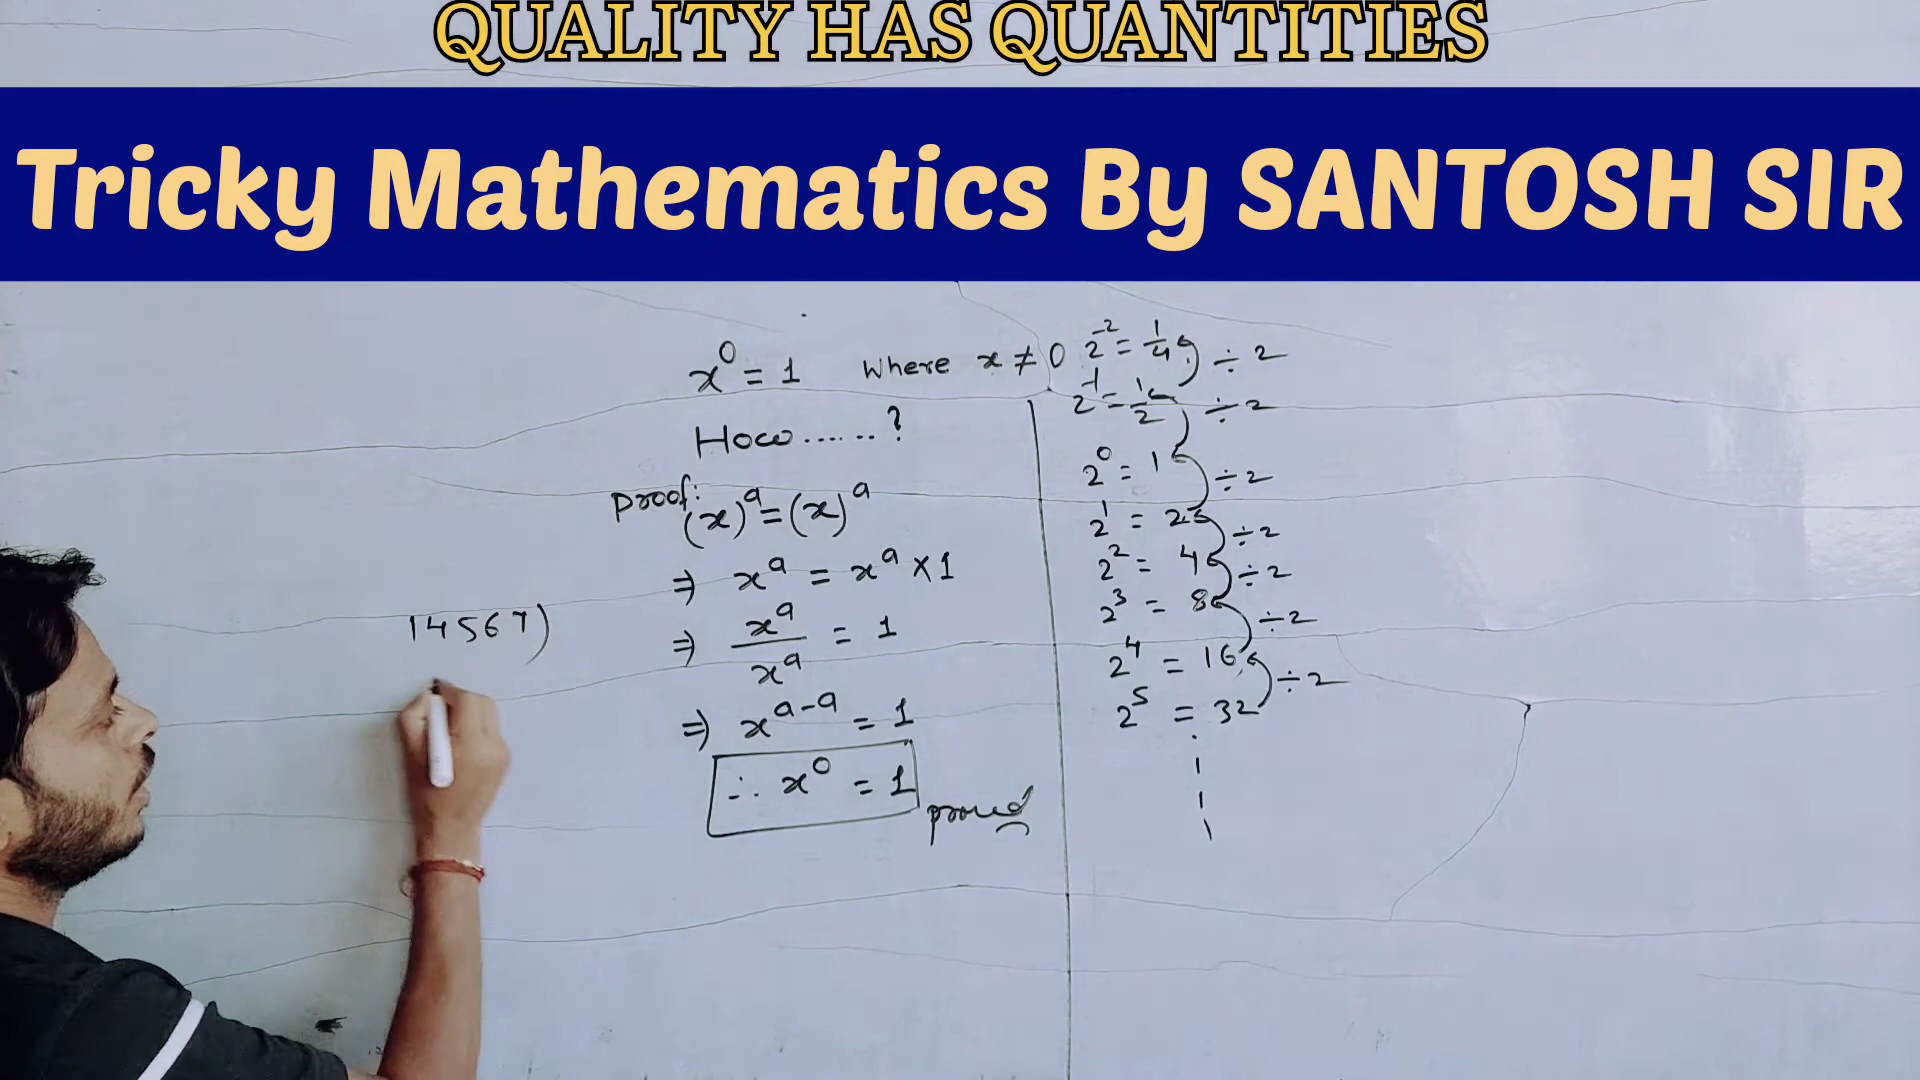 QUALITY HAS QUANTITIES
Tricky Mathematics By SANTOSH SIR
x⁰ = 1 Where x ≠ 0
How......?
Proof:
(x)ᵃ = (x)ᵃ
⇒ xᵃ = xᵃ × 1
⇒ xᵃ/xᵃ = 1
⇒ xᵃ⁻ᵃ = 1
∴ x⁰ = 1
proved
14567)
2⁻² = 1/4 ÷2
2⁻¹ = 1/2 ÷2
2⁰ = 1 ÷2
2¹ = 2 ÷2
2² = 4 ÷2
2³ = 8 ÷2
2⁴ = 16 ÷2
2⁵ = 32